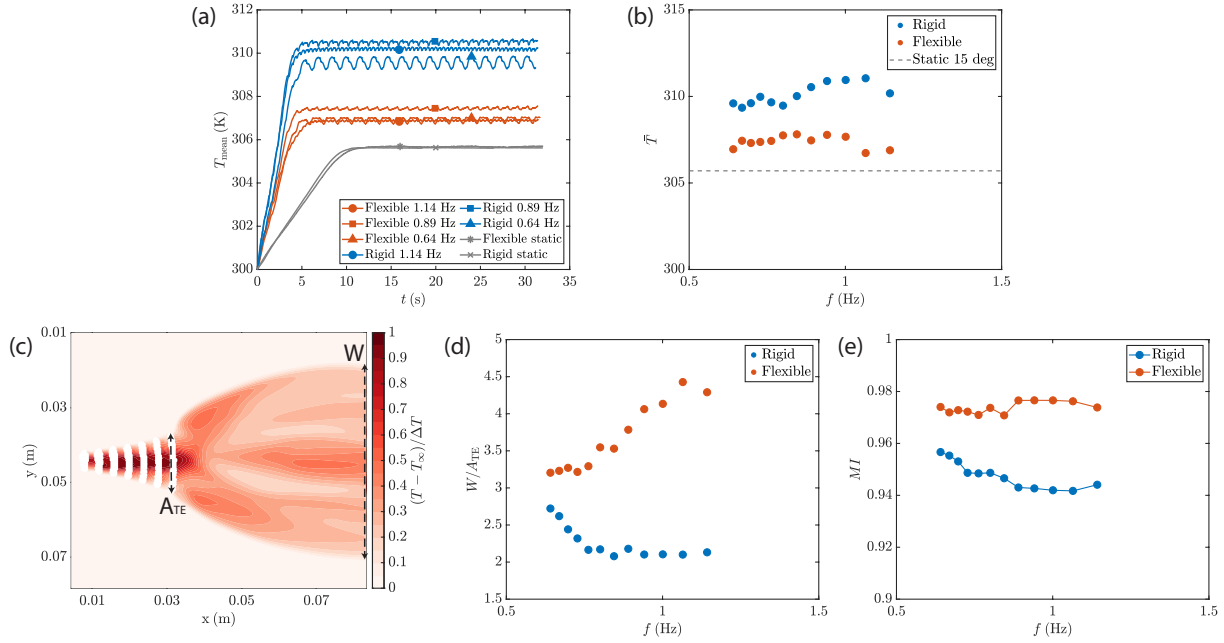 (a)
310
308
306
304
302
300
T_mean (K)
0
5
10
15
20
25
30
35
t (s)
Flexible 1.14 Hz
Flexible 0.89 Hz
Flexible 0.64 Hz
Rigid 1.14 Hz
Rigid 0.89 Hz
Rigid 0.64 Hz
Flexible static
Rigid static
(b)
315
310
305
300
T̄
0.5
1
1.5
f (Hz)
Rigid
Flexible
Static 15 deg
(c)
0.01
0.03
0.05
0.07
y (m)
0.01
0.03
0.05
0.07
x (m)
W
A_TE
1
0.9
0.8
0.7
0.6
0.5
0.4
0.3
0.2
0.1
0
(T − T_∞)/ΔT
(d)
5
4.5
4
3.5
3
2.5
2
1.5
W/A_TE
0.5
1
1.5
f (Hz)
Rigid
Flexible
(e)
1
0.98
0.96
0.94
0.92
0.9
MI
0.5
1
1.5
f (Hz)
Rigid
Flexible